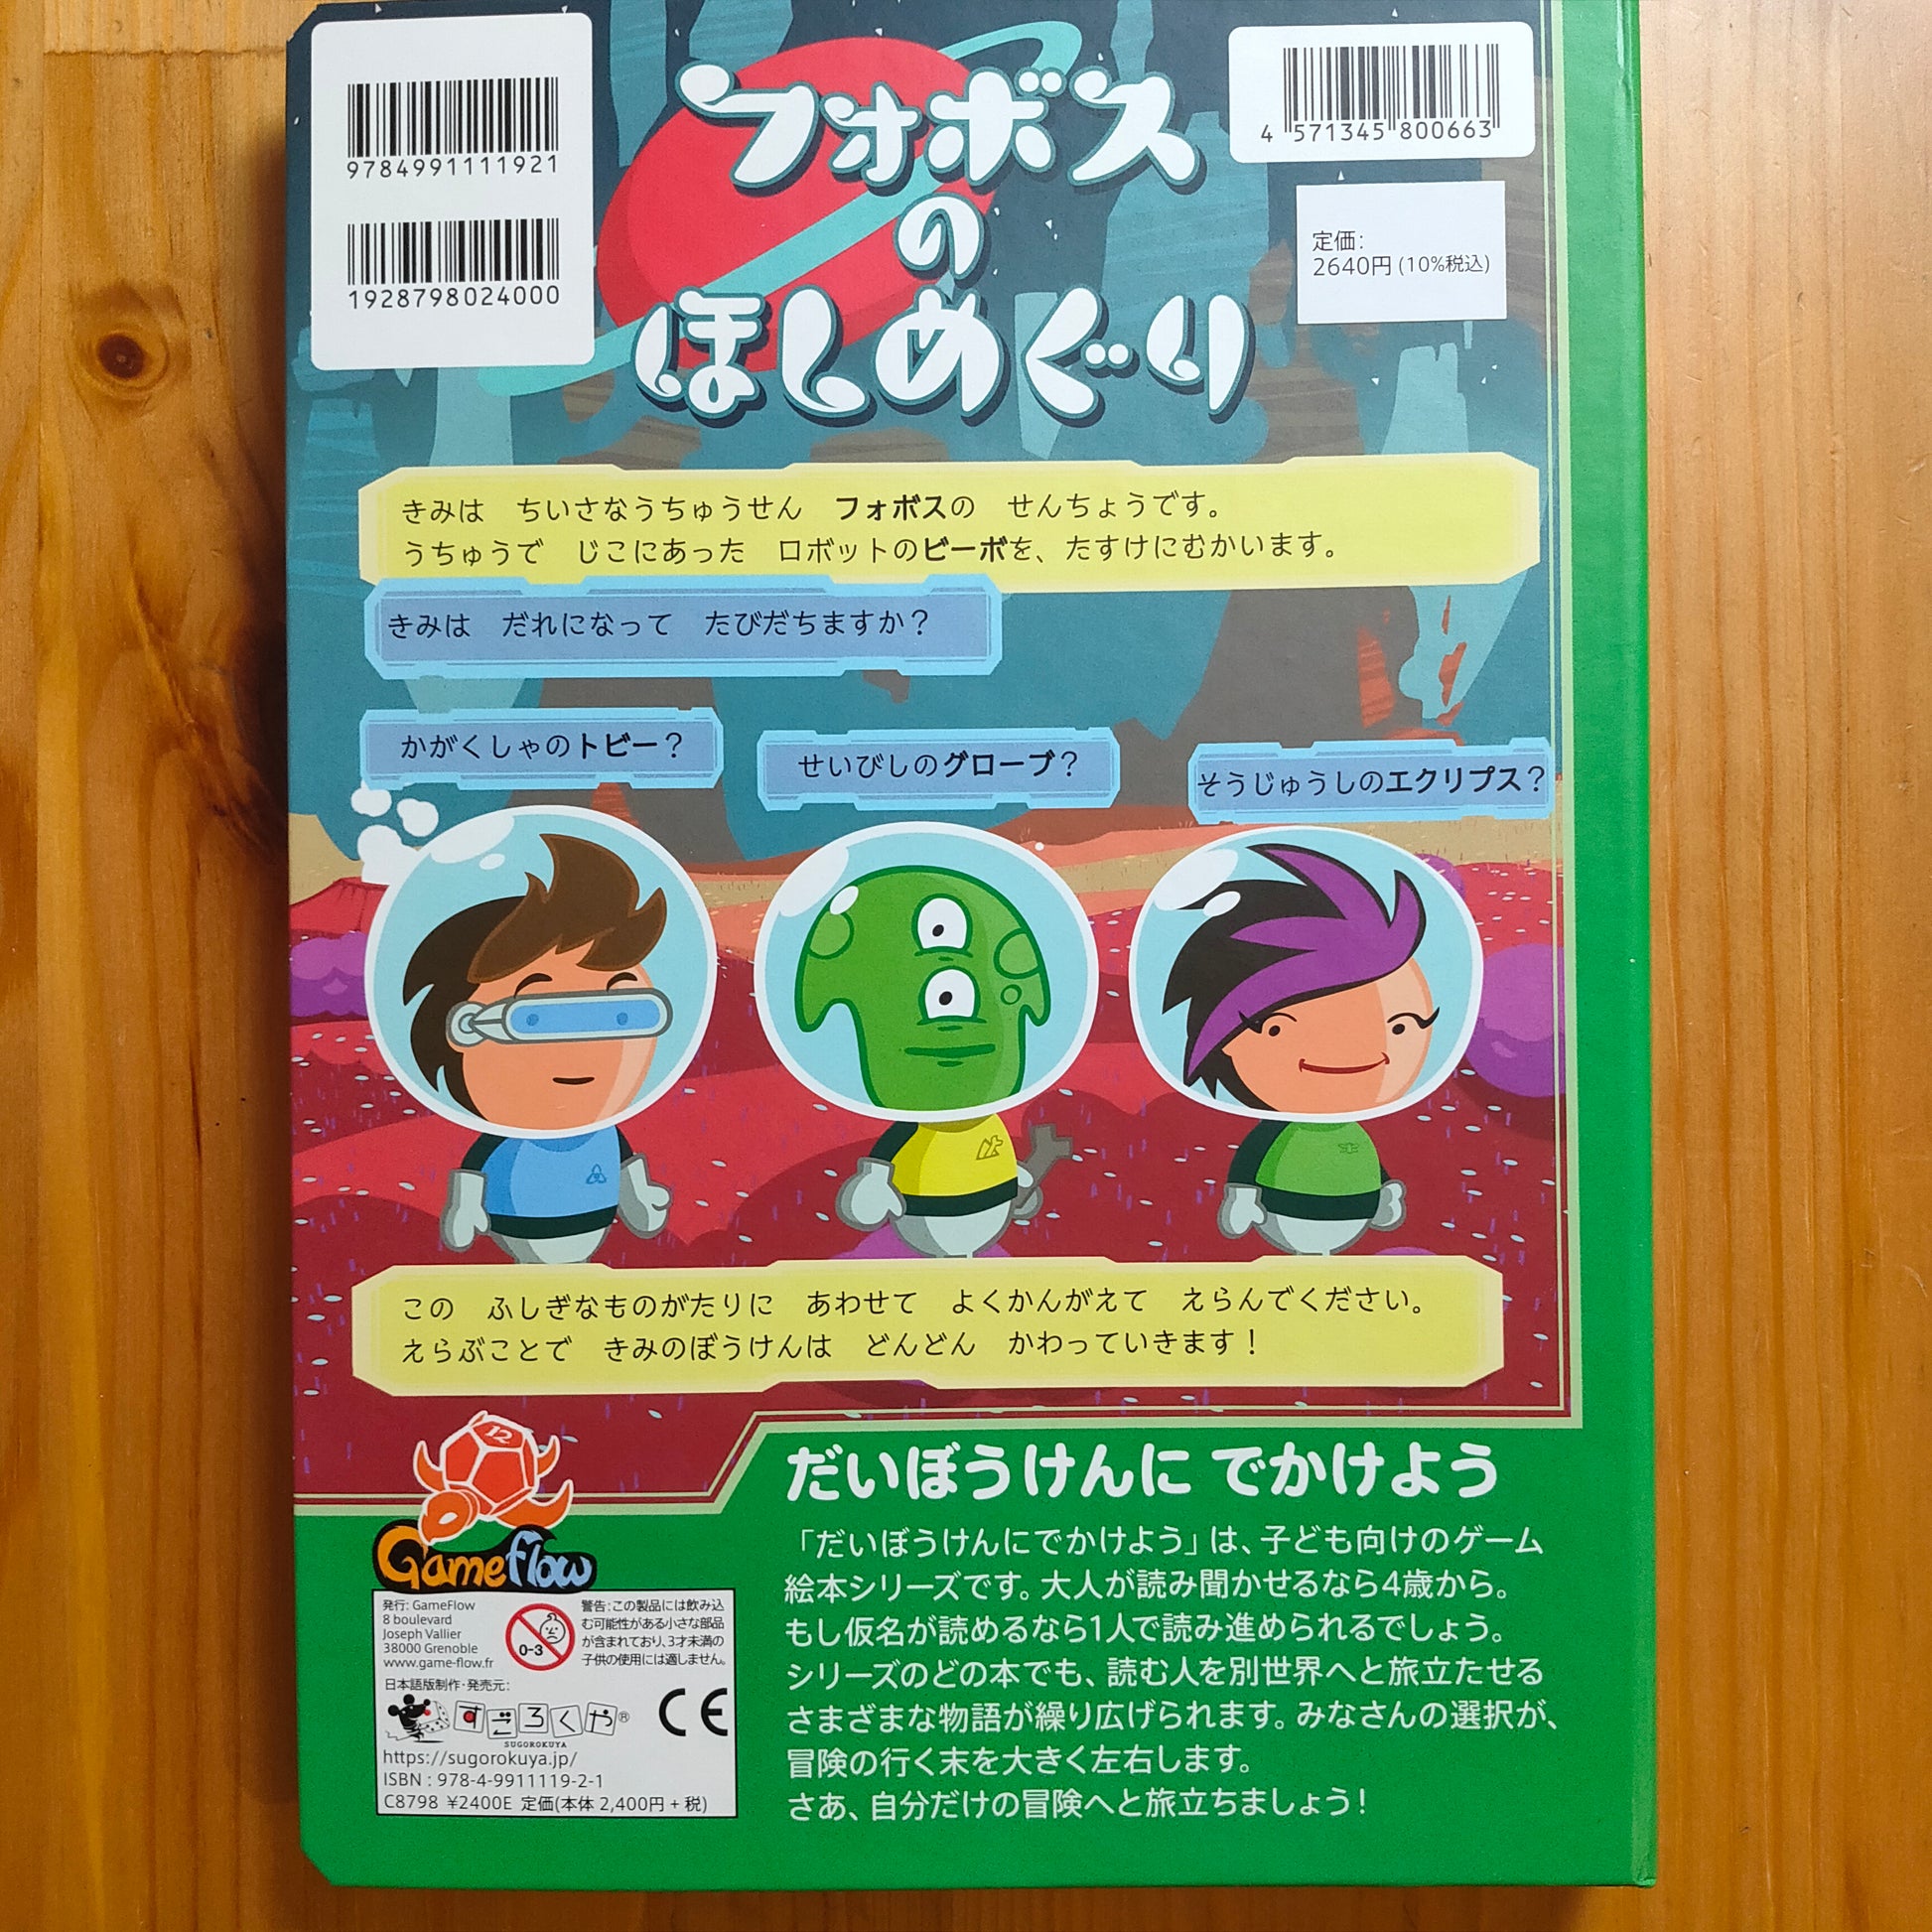 9784991111921
1928798024000
フォボス
の
ほしめぐり
4 571345 800663
定価:
2640円 (10%税込)
きみは　ちいさなうちゅうせん　フォボスの　せんちょうです。
うちゅうで　じこにあった　ロボットのビーボを、たすけにむかいます。
きみは　だれになって　たびだちますか？
かがくしゃのトビー？
せいびしのグローブ？
そうじゅうしのエクリプス？
この　ふしぎなものがたりに　あわせて　よくかんがえて　えらんでください。
えらぶことで　きみのぼうけんは　どんどん　かわっていきます！
12
GameFlow
だいぼうけんに でかけよう
「だいぼうけんにでかけよう」は、子ども向けのゲーム
絵本シリーズです。大人が読み聞かせるなら4歳から。
もし仮名が読めるなら1人で読み進められるでしょう。
シリーズのどの本でも、読む人を別世界へと旅立たせる
さまざまな物語が繰り広げられます。みなさんの選択が、
冒険の行く末を大きく左右します。
さあ、自分だけの冒険へと旅立ちましょう！
発行: GameFlow
8 boulevard
Joseph Vallier
38000 Grenoble
www.game-flow.fr
0-3
警告:この製品には飲み込
む可能性がある小さな部品
が含まれており、3才未満の
子供の使用には適しません。
日本語版制作・発売元:
すごろくや®
SUGOROKUYA
CE
https://sugorokuya.jp/
ISBN : 978-4-9911119-2-1
C8798 ¥2400E 定価(本体 2,400円 + 税)